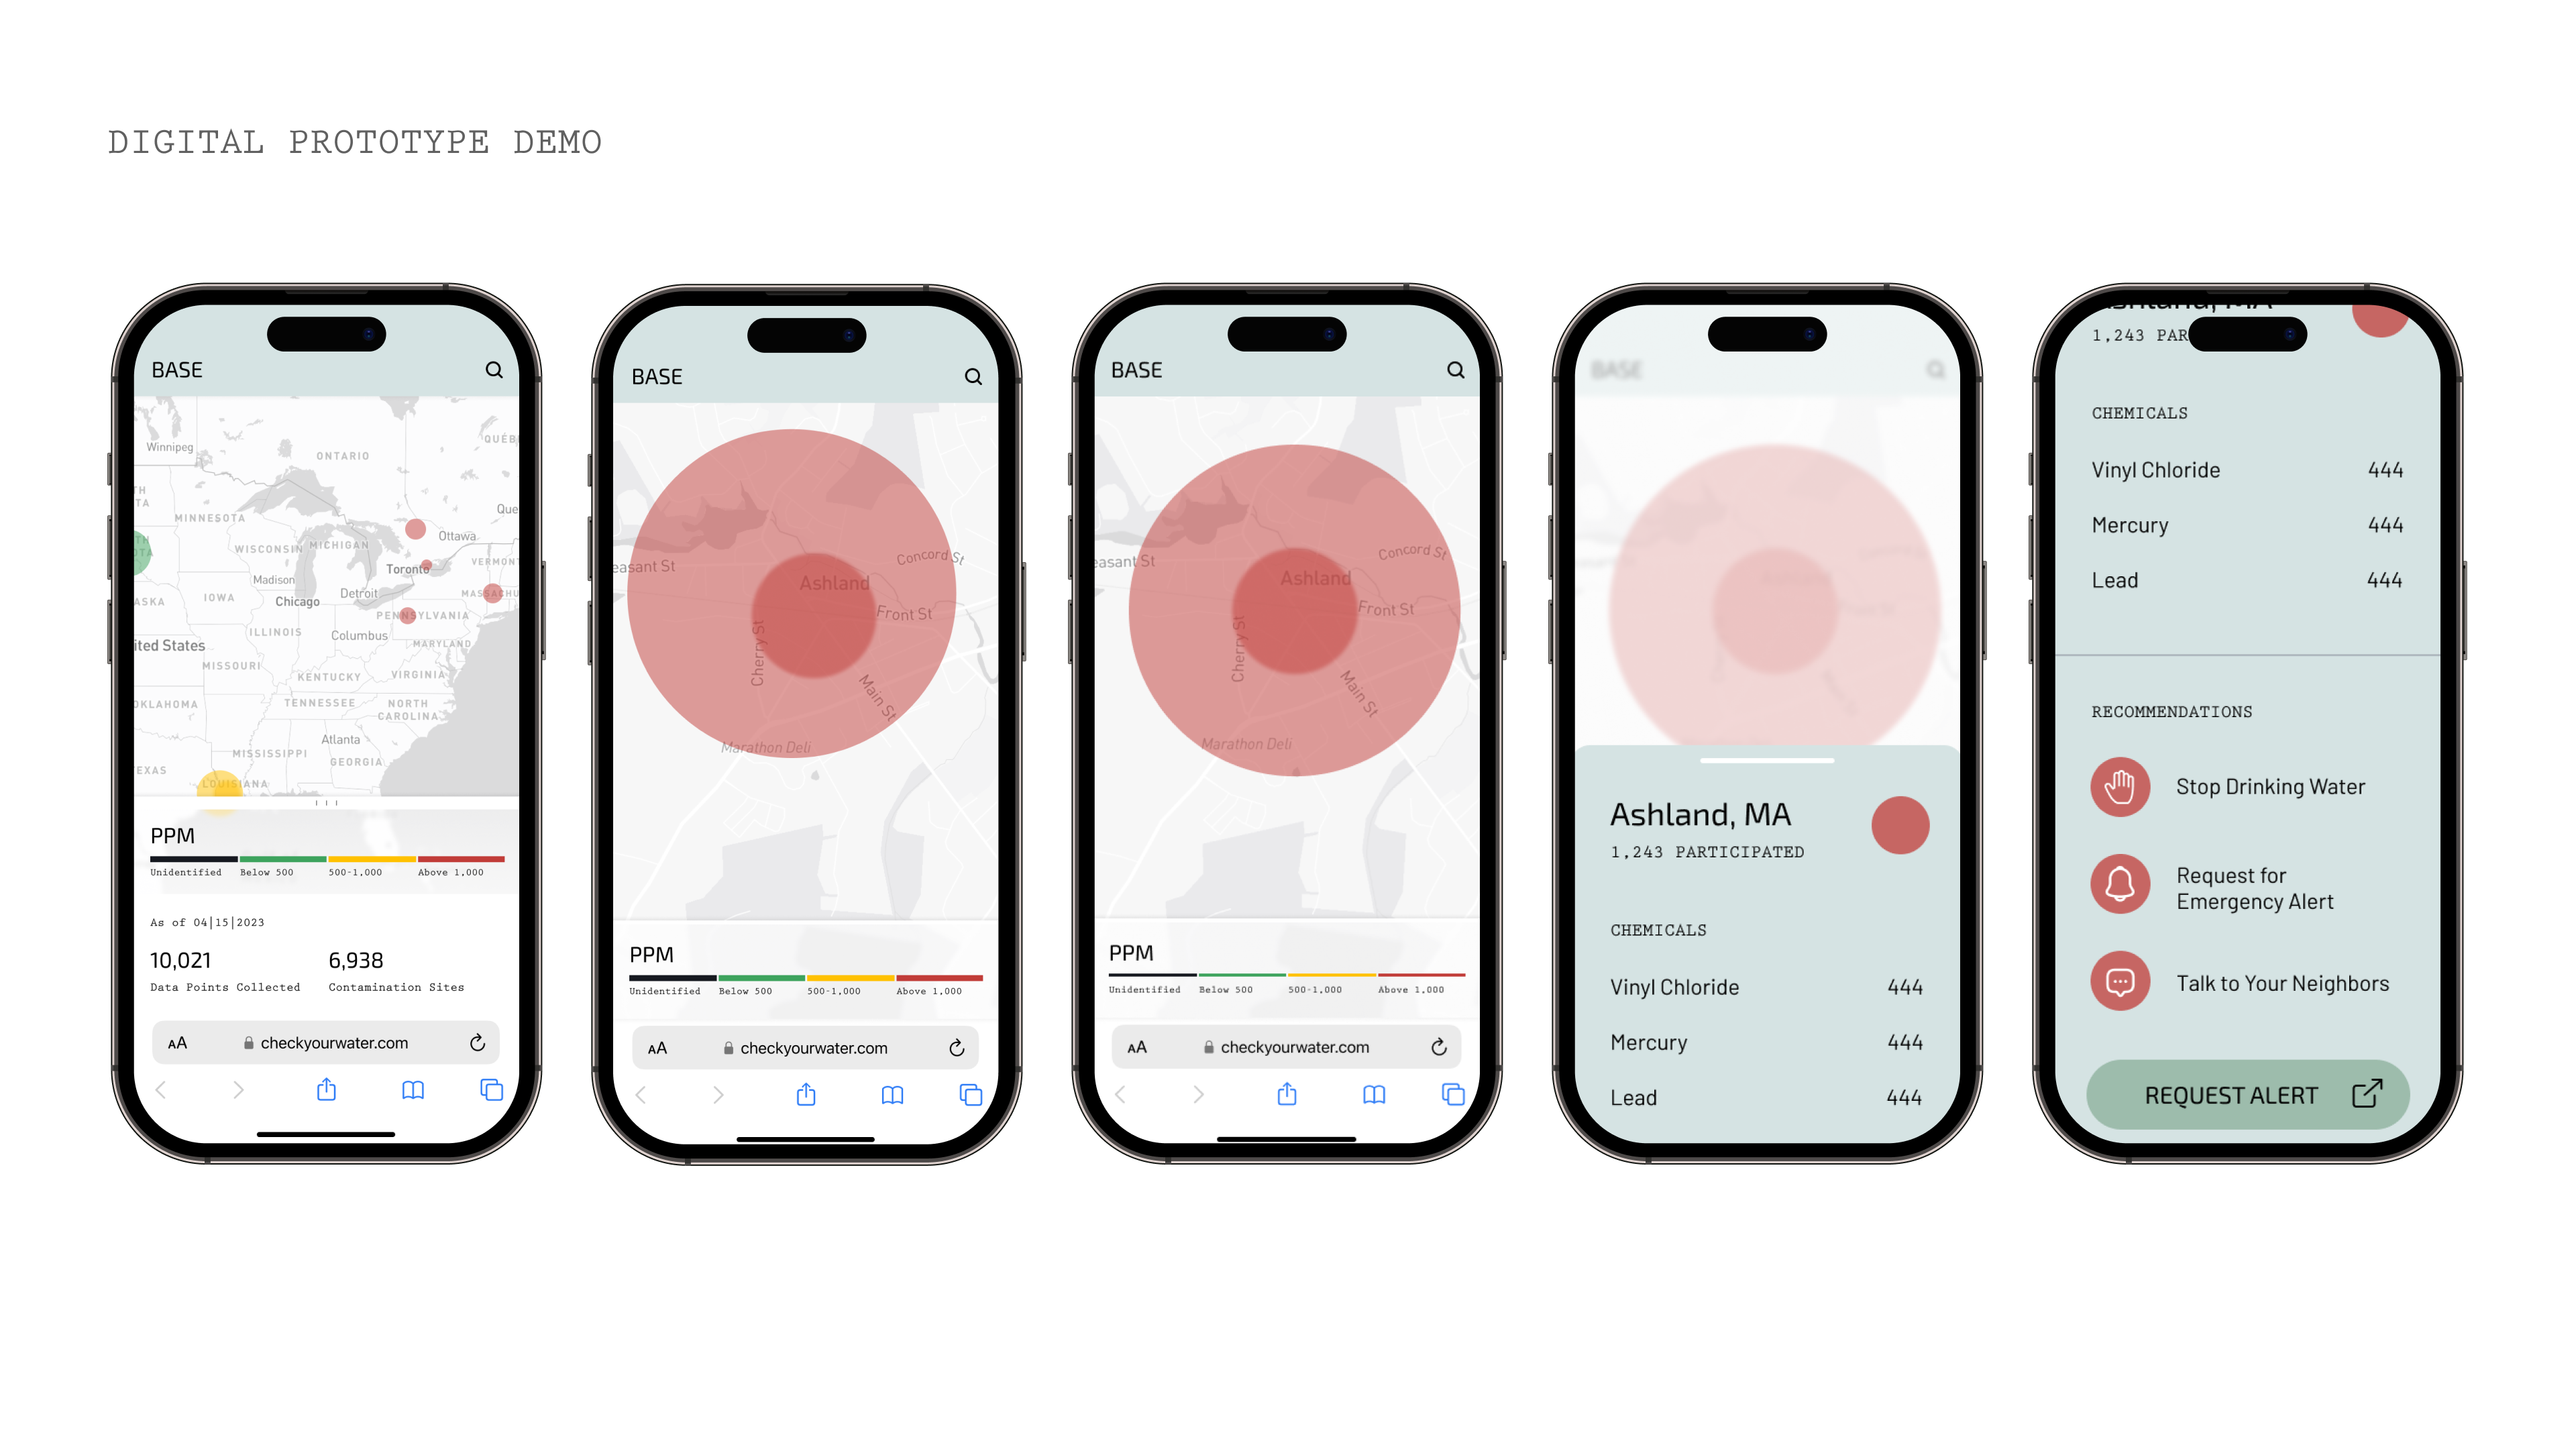 DIGITAL PROTOTYPE DEMO
BASE
Winnipeg
ONTARIO
QUÉB
TH
TA
MINNESOTA
Que
Ottawa
TH
OTA
WISCONSIN
MICHIGAN
VERMONT
Toronto
Madison
ASKA
IOWA
Chicago
Detroit
MASSACHU
PENNSYLVANIA
ILLINOIS
Columbus
ited States
MARYLAND
MISSOURI
KENTUCKY
VIRGINIA
OKLAHOMA
TENNESSEE
NORTH
CAROLINA
Atlanta
MISSISSIPPI
GEORGIA
EXAS
LOUISIANA
PPM
Unidentified Below 500 500-1,000 Above 1,000
As of 04|15|2023
10,021 6,938
Data Points Collected Contamination Sites
AA checkyourwater.com
BASE
Concord St
easant St
Ashland
Front St
Cherry St
Main St
Marathon Deli
PPM
Unidentified Below 500 500-1,000 Above 1,000
AA checkyourwater.com
BASE
Concord St
easant St
Ashland
Front St
Cherry St
Main St
Marathon Deli
PPM
Unidentified Below 500 500-1,000 Above 1,000
AA checkyourwater.com
BASE
Ashland, MA
1,243 PARTICIPATED
CHEMICALS
Vinyl Chloride 444
Mercury 444
Lead 444
Ashland, MA
1,243 PAR
CHEMICALS
Vinyl Chloride 444
Mercury 444
Lead 444
RECOMMENDATIONS
Stop Drinking Water
Request for
Emergency Alert
Talk to Your Neighbors
REQUEST ALERT